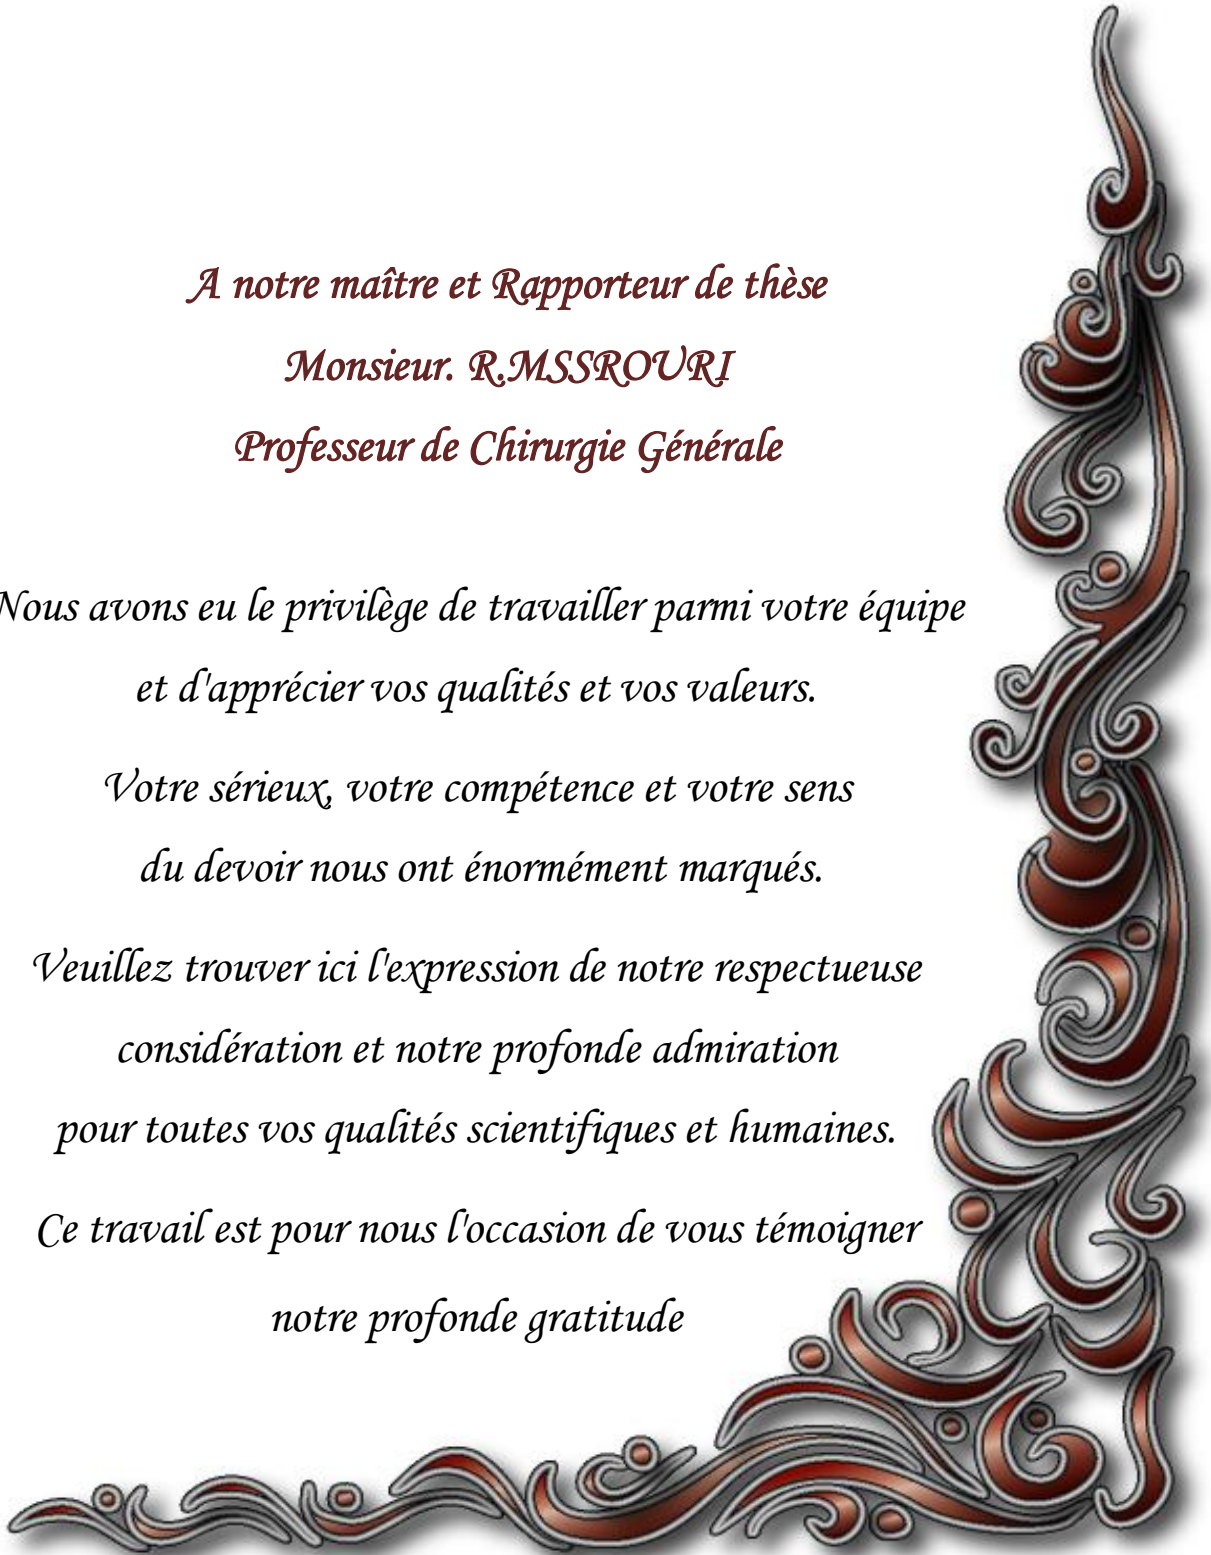 A notre maître et Rapporteur de thèse
Monsieur. R.MSSROURI
Professeur de Chirurgie Générale
Nous avons eu le privilège de travailler parmi votre équipe
et d'apprécier vos qualités et vos valeurs.
Votre sérieux, votre compétence et votre sens
du devoir nous ont énormément marqués.
Veuillez trouver ici l'expression de notre respectueuse
considération et notre profonde admiration
pour toutes vos qualités scientifiques et humaines.
Ce travail est pour nous l'occasion de vous témoigner
notre profonde gratitude